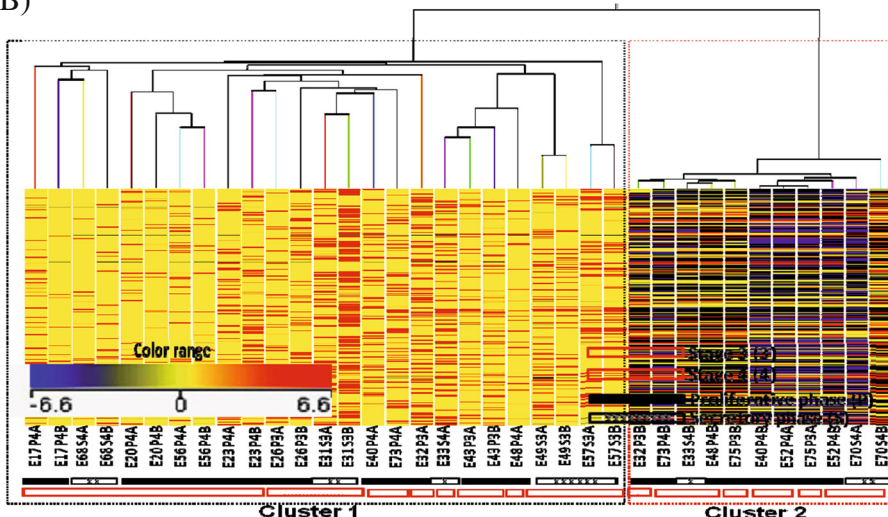 B)
Color range
-6.6 0 6.6
Stage 3 (3)
Stage 4 (4)
Proliferative phase (P)
Secretory phase (S)
E17P4A E17P4B E68S4A E68S4B E20P4A E20P4B E56P4A E56P4B E23P4A E23P4B E26P3A E26P3B E31S3A E31S3B E40P4A E73P4A E32P3A E33S4A E43P3A E43P3B E48P4A E49S3A E49S3B E57S3A E57S3B E32P3B E73P4B E33S4B E48P4B E75P3B E40P4B E52P4A E75P3A E52P4B E70S4A E70S4B
Cluster 1 Cluster 2